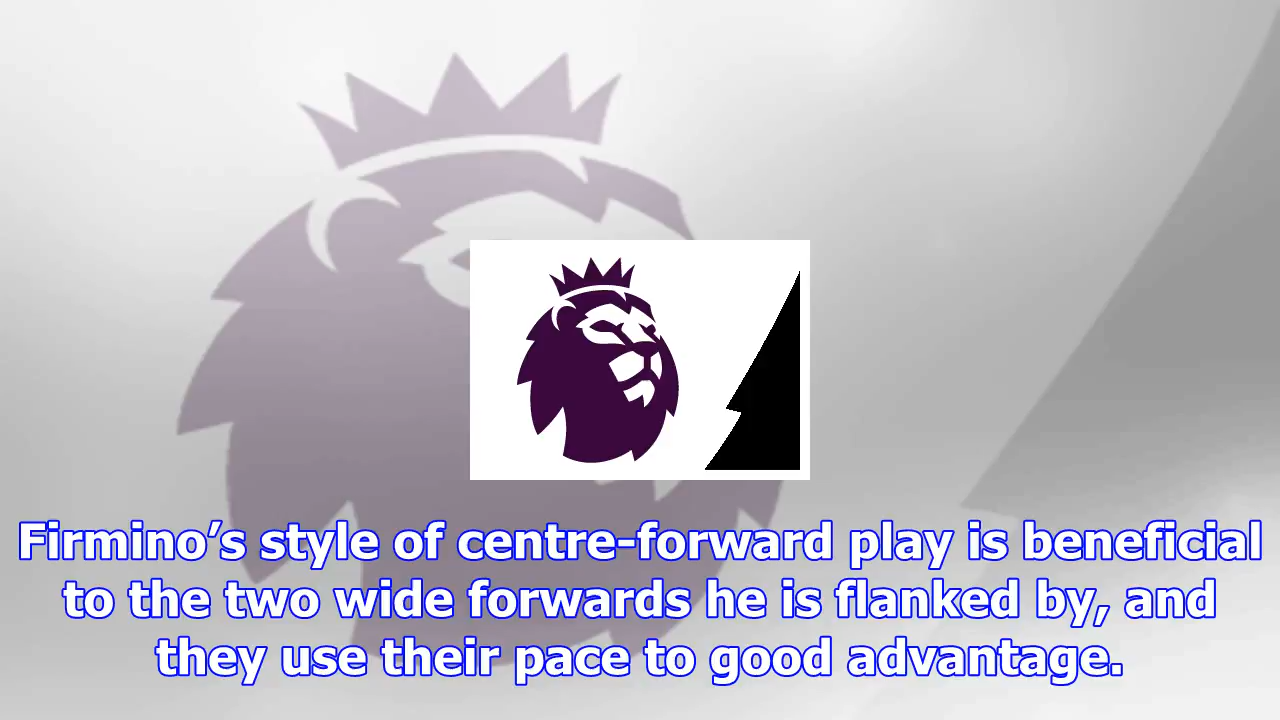 Firmino’s style of centre-forward play is beneficial
to the two wide forwards he is flanked by, and
they use their pace to good advantage.